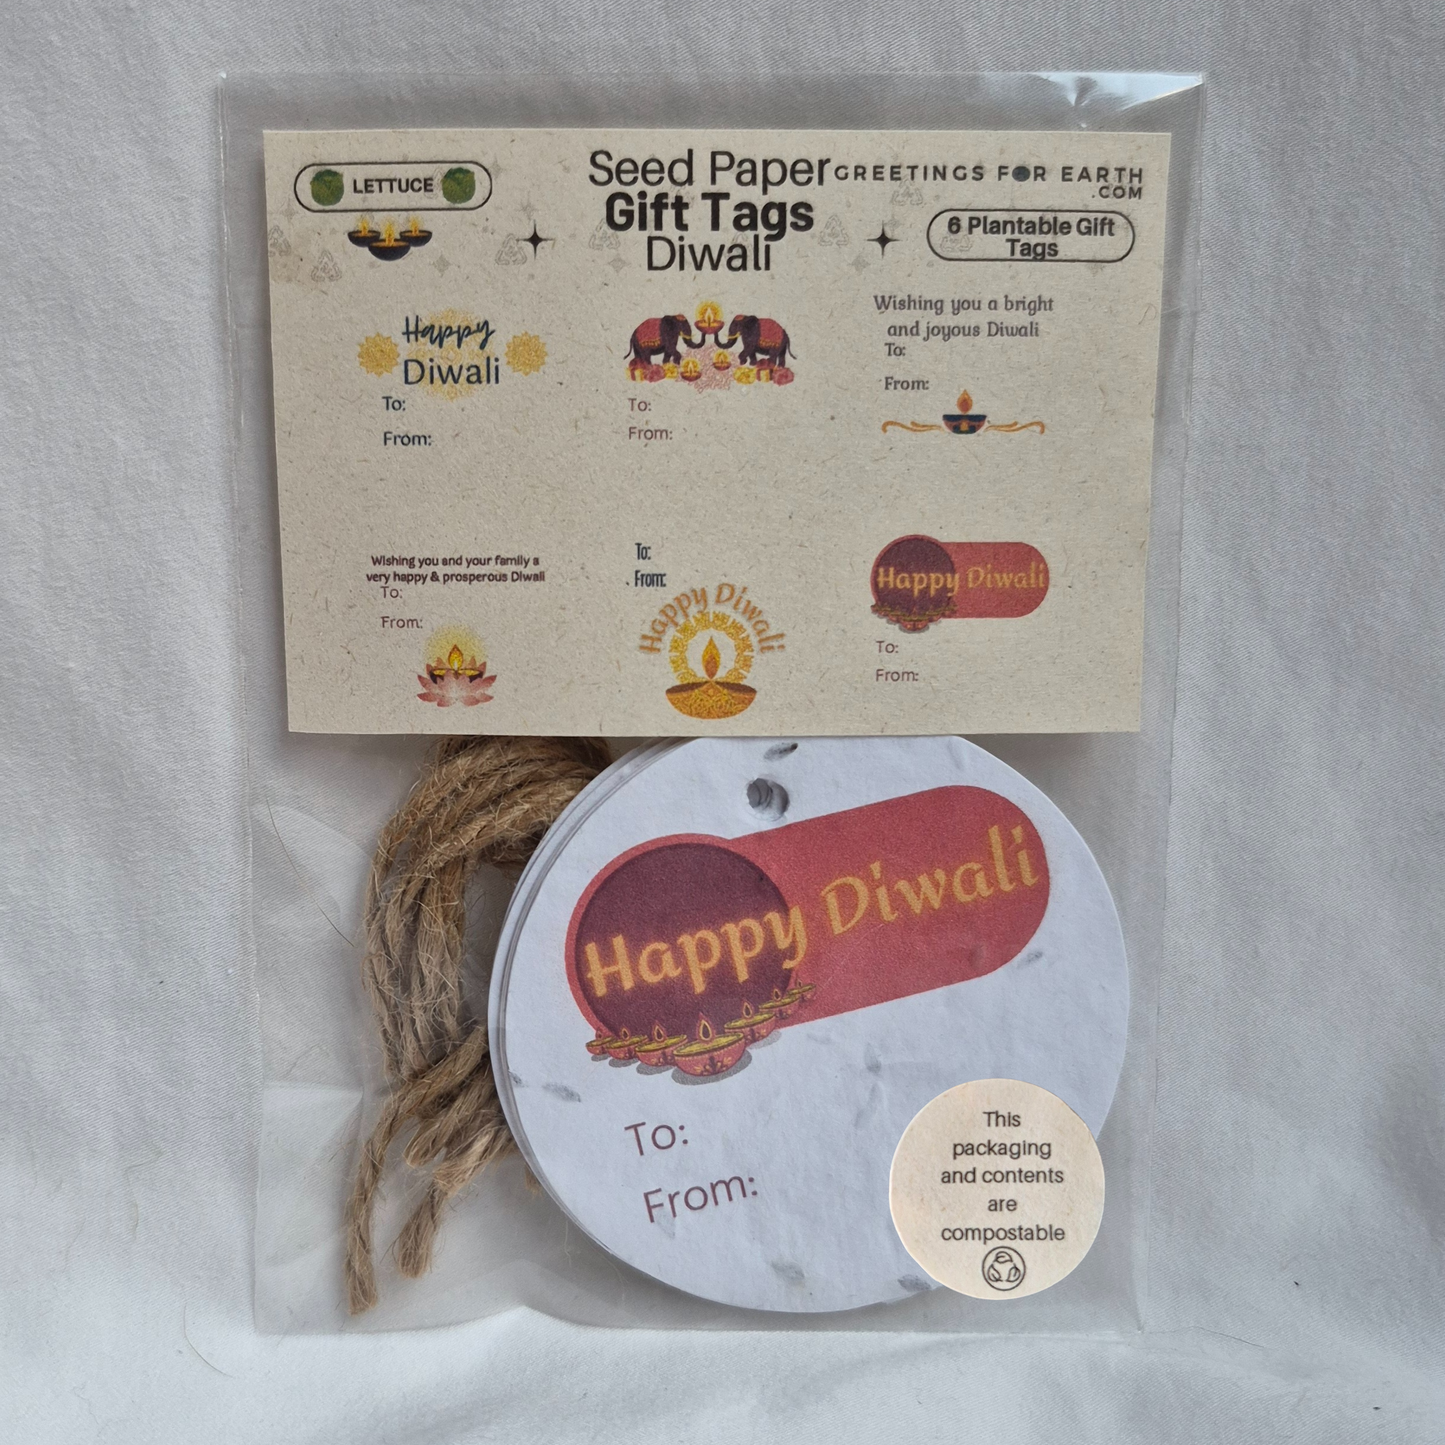 LETTUCE
Seed Paper
Gift Tags
Diwali
GREETINGS FOR EARTH
.COM
6 Plantable Gift
Tags
Happy
Diwali
To:
From:
To:
From:
Wishing you a bright
and joyous Diwali
To:
From:
Wishing you and your family a
very happy & prosperous Diwali
To:
From:
To:
From:
Happy Diwali
Happy Diwali
To:
From:
Happy Diwali
To:
From:
This
packaging
and contents
are
compostable